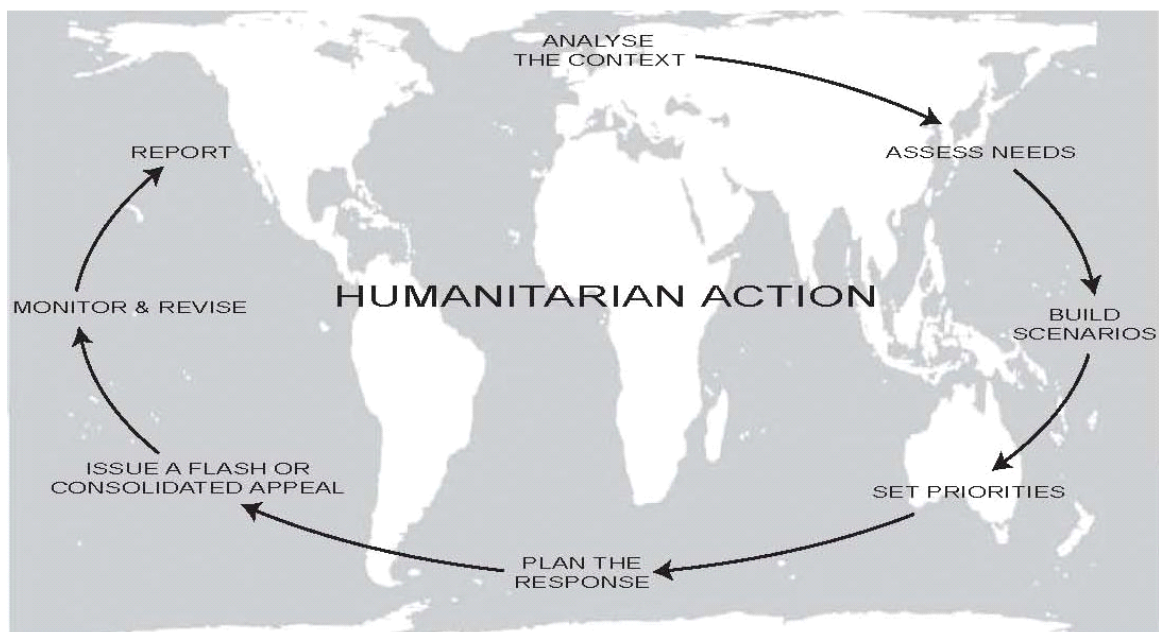 ANALYSE
THE CONTEXT
ASSESS NEEDS
BUILD
SCENARIOS
SET PRIORITIES
PLAN THE
RESPONSE
ISSUE A FLASH OR
CONSOLIDATED APPEAL
MONITOR & REVISE
REPORT
HUMANITARIAN ACTION